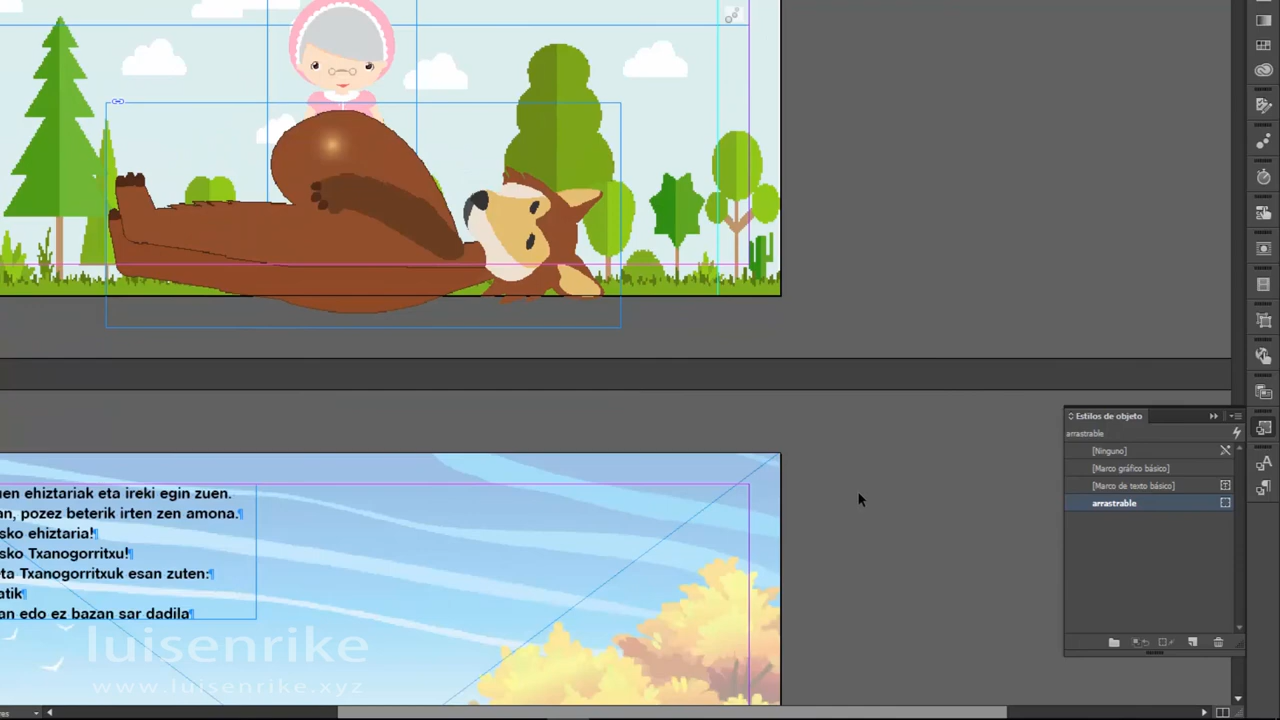 Estilos de objeto
arrastrable
[Ninguno]
[Marco gráfico básico]
[Marco de texto básico]
arrastrable
uen ehiztariak eta ireki egin zuen.
an, pozez beterik irten zen amona.¶
sko ehiztaria!¶
sko Txanogorritxu!¶
eta Txanogorritxuk esan zuten:¶
atik¶
an edo ez bazan sar dadila¶
luisenrike
www.luisenrike.xyz